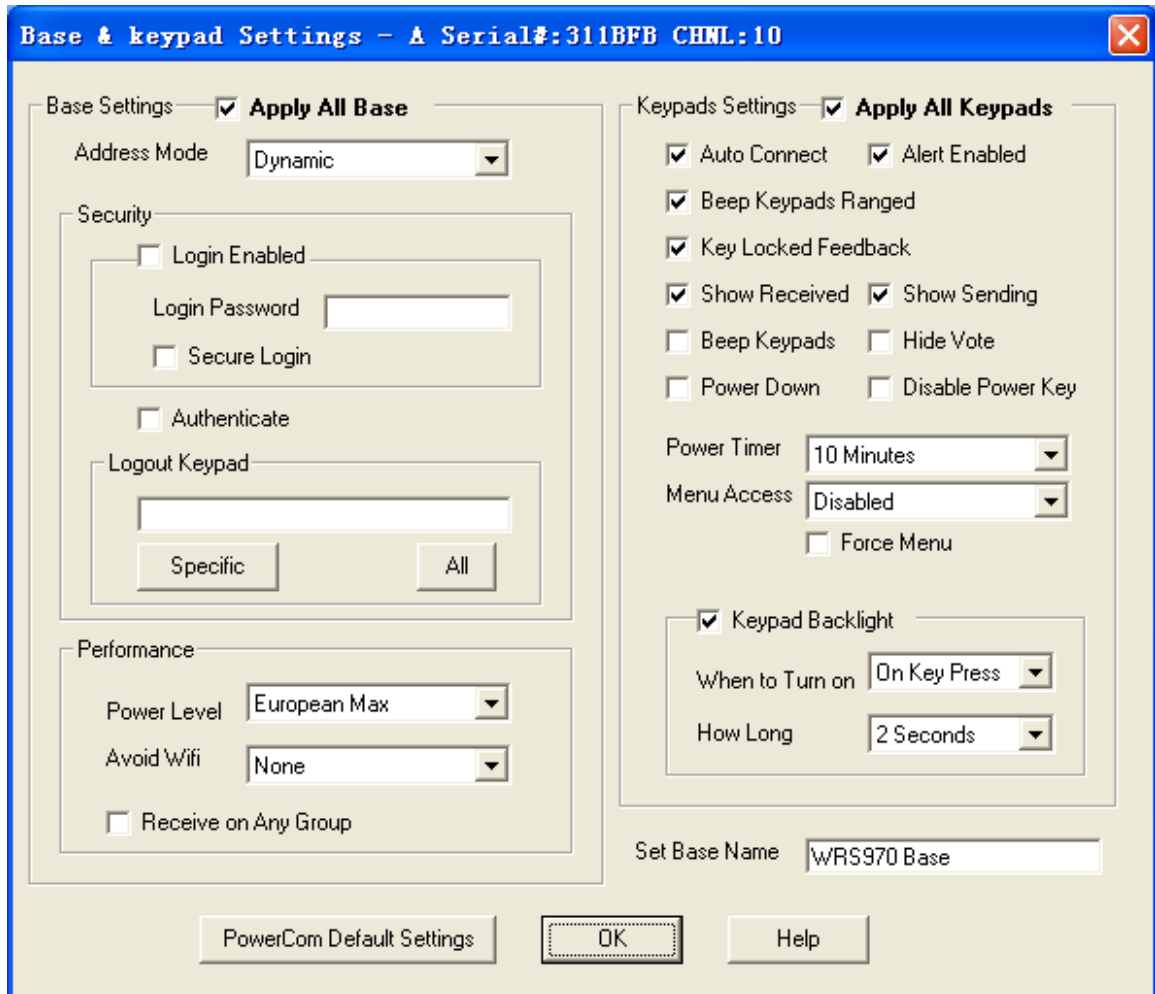 Base & keypad Settings - A Serial#:311BFB CHNL:10
Base Settings Apply All Base
Address Mode Dynamic
Security
Login Enabled
Login Password
Secure Login
Authenticate
Logout Keypad
Specific All
Performance
Power Level European Max
Avoid Wifi None
Receive on Any Group
Keypads Settings Apply All Keypads
Auto Connect Alert Enabled
Beep Keypads Ranged
Key Locked Feedback
Show Received Show Sending
Beep Keypads Hide Vote
Power Down Disable Power Key
Power Timer 10 Minutes
Menu Access Disabled
Force Menu
Keypad Backlight
When to Turn on On Key Press
How Long 2 Seconds
Set Base Name WRS970 Base
PowerCom Default Settings OK Help